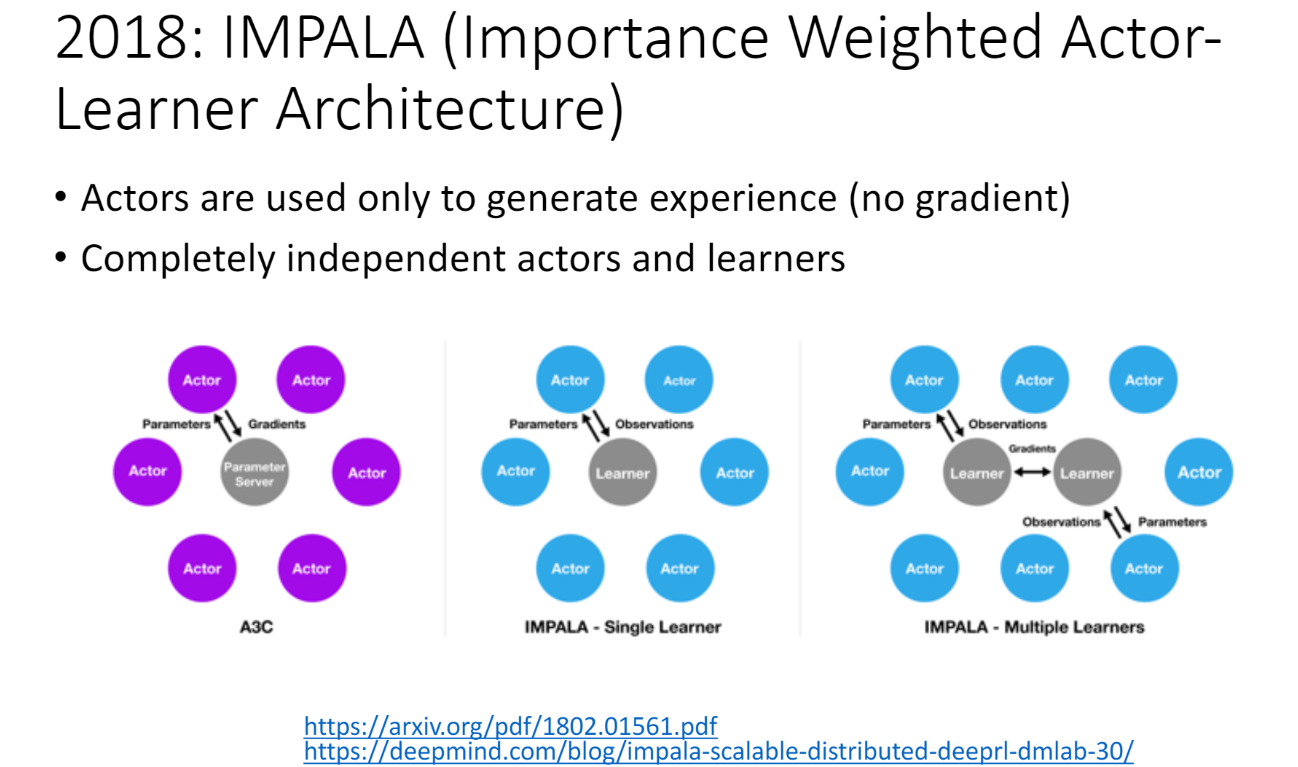 2018: IMPALA (Importance Weighted Actor-
Learner Architecture)
• Actors are used only to generate experience (no gradient)
• Completely independent actors and learners
Actor
Actor
Parameters
Gradients
Actor
Parameter
Server
Actor
Actor
Actor
A3C
Actor
Actor
Parameters
Observations
Actor
Learner
Actor
Actor
Actor
IMPALA - Single Learner
Actor
Actor
Actor
Parameters
Observations
Gradients
Actor
Learner
Learner
Actor
Observations
Parameters
Actor
Actor
Actor
IMPALA - Multiple Learners
https://arxiv.org/pdf/1802.01561.pdf
https://deepmind.com/blog/impala-scalable-distributed-deeprl-dmlab-30/